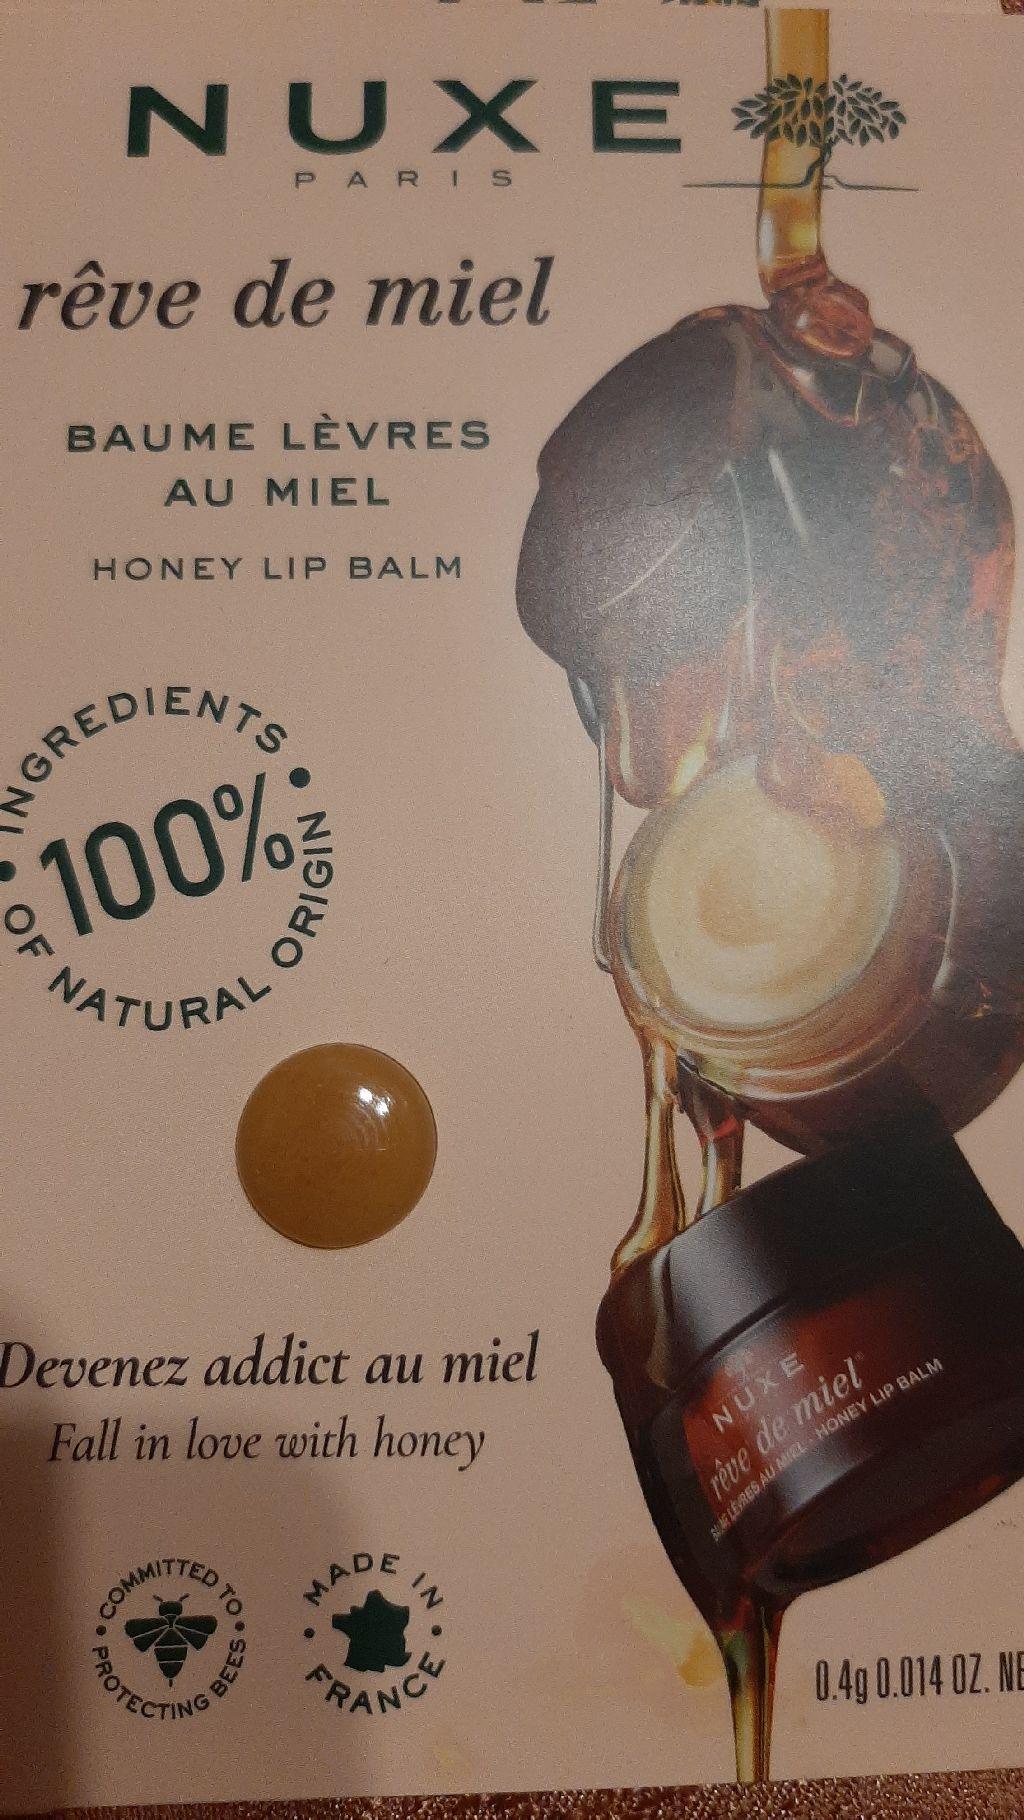 NUXE
PARIS
rêve de miel
BAUME LÈVRES
AU MIEL
HONEY LIP BALM
100%
INGREDIENTS
OF NATURAL ORIGIN
Devenez addict au miel
Fall in love with honey
NUXE
rêve de miel
LÈVRES AU MIEL - HONEY LIP BALM
COMMITTED TO
PROTECTING BEES
MADE IN
FRANCE
0.4g 0.014 OZ.